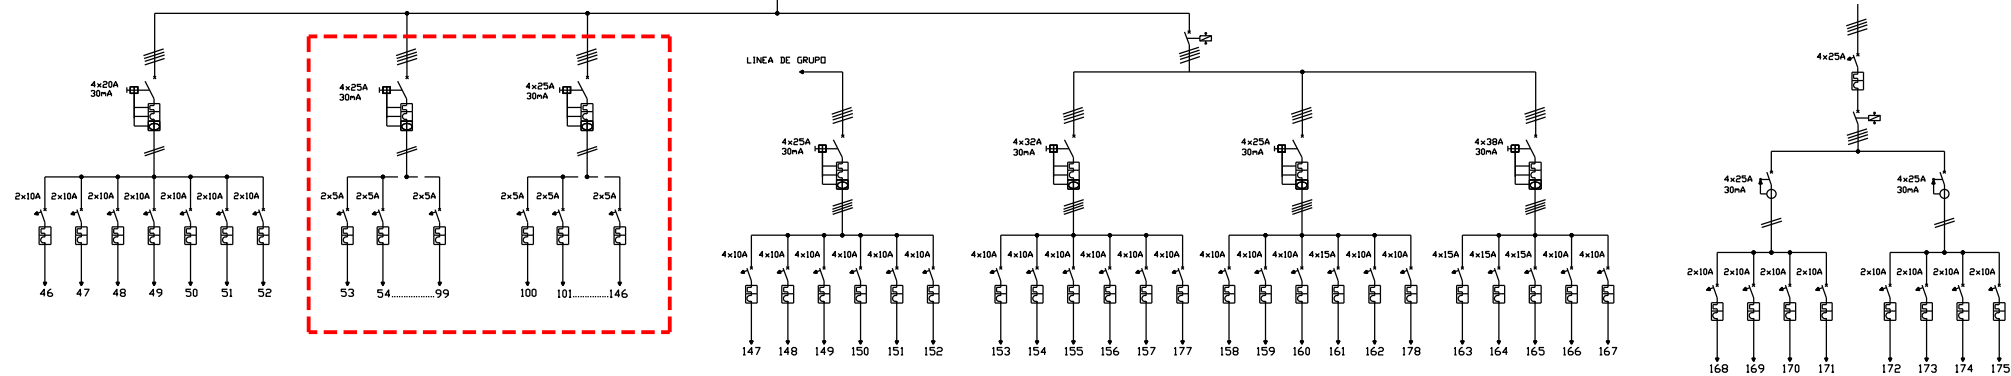 LINEA DE GRUPO
4x20A
30mA
4x25A
30mA
4x25A
30mA
4x25A
30mA
4x32A
30mA
4x25A
30mA
4x38A
30mA
4x25A
4x25A
30mA
4x25A
30mA
2x10A 2x10A 2x10A 2x10A 2x10A 2x10A 2x10A
2x5A 2x5A 2x5A
2x5A 2x5A 2x5A
46 47 48 49 50 51 52
53 54..................99
100 101...............146
4x10A 4x10A 4x10A 4x10A 4x10A 4x10A
4x10A 4x10A 4x10A 4x10A 4x10A 4x10A
4x10A 4x10A 4x10A 4x15A 4x10A 4x10A
4x15A 4x15A 4x15A 4x10A 4x10A
147 148 149 150 151 152
153 154 155 156 157 177
158 159 160 161 162 178
163 164 165 166 167
2x10A 2x10A 2x10A 2x10A
2x10A 2x10A 2x10A 2x10A
168 169 170 171
172 173 174 175